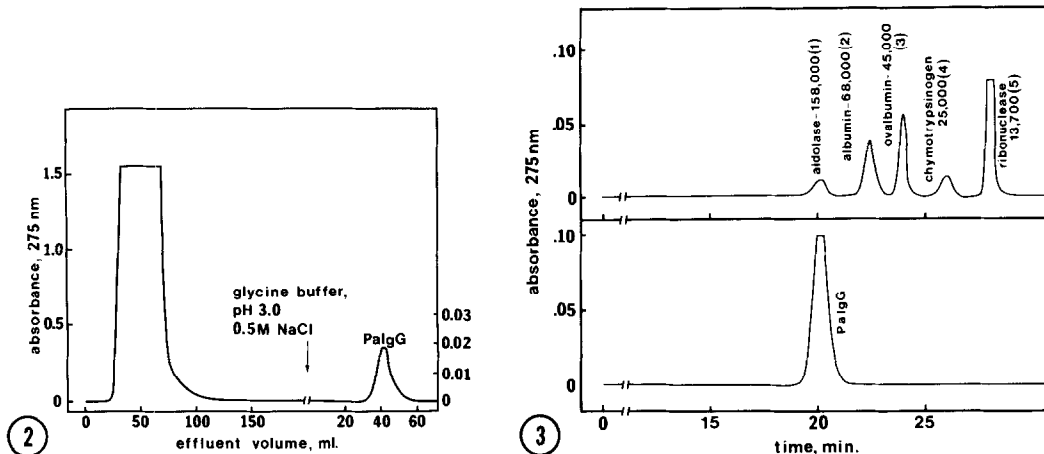 absorbance, 275 nm
1.5
1.0
0.5
0
glycine buffer,
pH 3.0
0.5M NaCl
PaIgG
0.03
0.02
0.01
0
0 50 100 150 20 40 60
effluent volume, ml.
2
absorbance, 275 nm
.10
.05
0
aldolase-158,000(1)
albumin-68,000(2)
ovalbumin-45,000
(3)
chymotrypsinogen
25,000(4)
ribonuclease
13,700(5)
.10
.05
0
PaIgG
0 15 20 25
time, min.
3